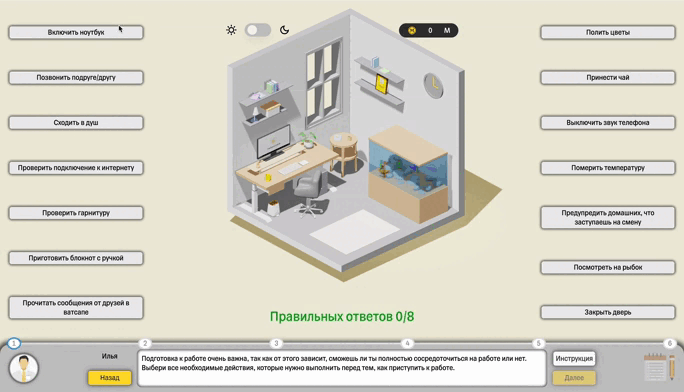 Включить ноутбук
Позвонить подруге/другу
Сходить в душ
Проверить подключение к интернету
Проверить гарнитуру
Приготовить блокнот с ручкой
Прочитать сообщения от друзей в
ватсапе
0 М
Полить цветы
Принести чай
Выключить звук телефона
Померить температуру
Предупредить домашних, что
заступаешь на смену
Посмотреть на рыбок
Закрыть дверь
Правильных ответов 0/8
1 2 3 4 5 6
Илья
Назад
Подготовка к работе очень важна, так как от этого зависит, сможешь ли ты полностью сосредоточиться на работе или нет.
Выбери все необходимые действия, которые нужно выполнить перед тем, как приступить к работе.
Инструкция
Далее